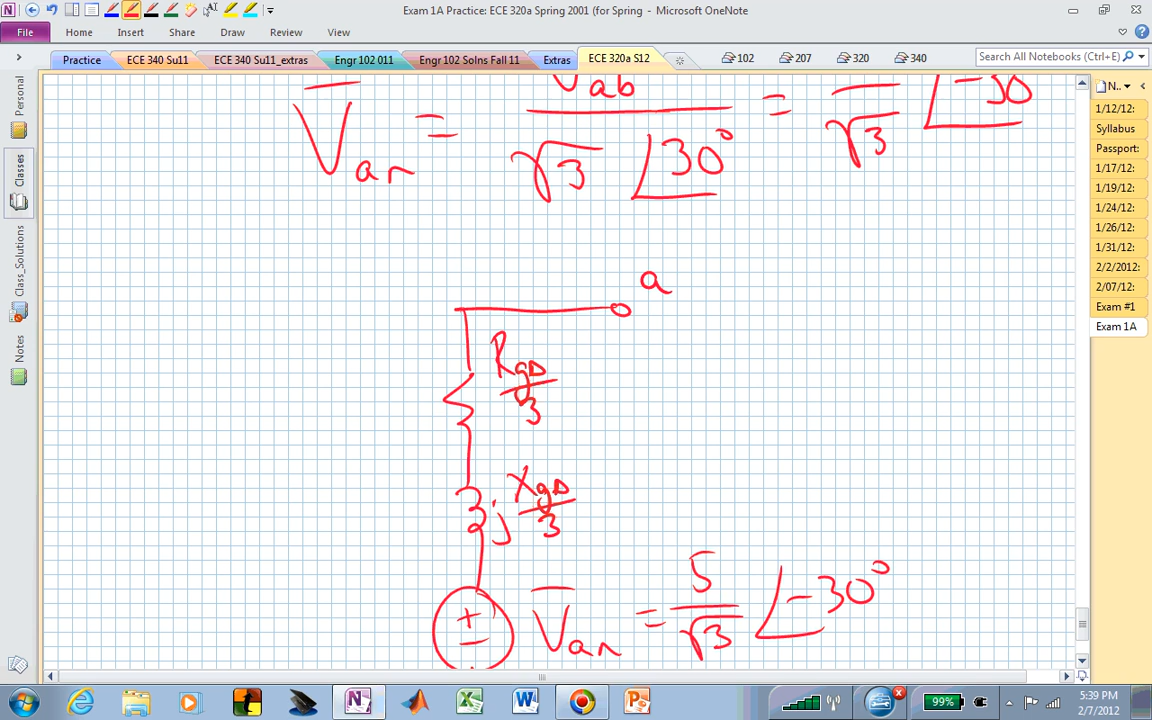 Exam 1A Practice: ECE 320a Spring 2001 (for Spring - Microsoft OneNote
File Home Insert Share Draw Review View
Practice ECE 340 Su11 ECE 340 Su11_extras Engr 102 011 Engr 102 Solns Fall 11 Extras ECE 320a S12 102 207 320 340 Search All Notebooks (Ctrl+E)
N..
Personal
Classes
Class_Solutions
Notes
1/12/12:
Syllabus
Passport:
1/17/12:
1/19/12:
1/24/12:
1/26/12:
1/31/12:
2/2/2012:
2/07/12:
Exam #1
Exam 1A
V̅an = Vab / √3 ∠30° = / √3 ∠-30
a
RgΔ/3
j XgΔ/3
+
−
V̅an = 5/√3 ∠-30°
99%
5:39 PM
2/7/2012